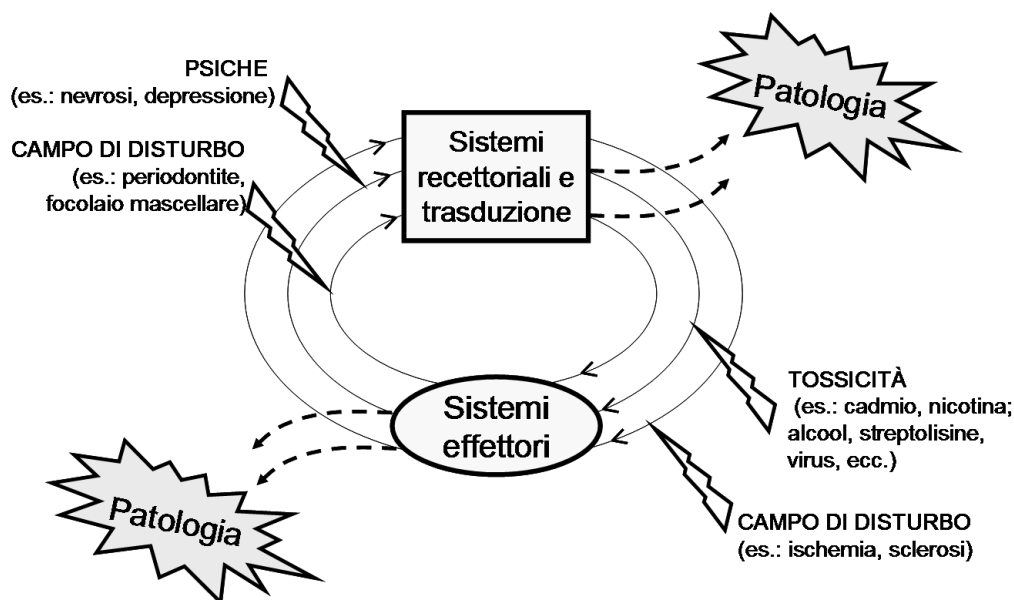 PSICHE
(es.: nevrosi, depressione)
CAMPO DI DISTURBO
(es.: periodontite,
focolaio mascellare)
Sistemi
recettoriali e
trasduzione
Patologia
TOSSICITÀ
(es.: cadmio, nicotina;
alcool, streptolisine,
virus, ecc.)
Sistemi
effettori
Patologia
CAMPO DI DISTURBO
(es.: ischemia, sclerosi)